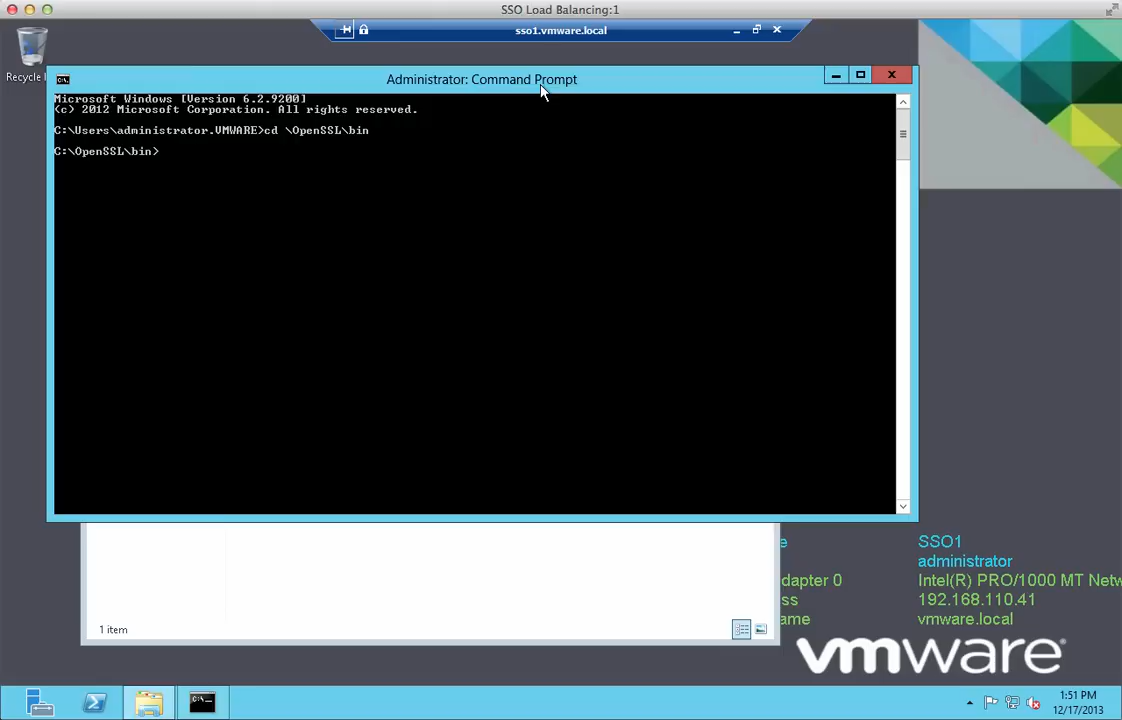 SSO Load Balancing:1
sso1.vmware.local
Recycle
Administrator: Command Prompt
Microsoft Windows [Version 6.2.9200]
(c) 2012 Microsoft Corporation. All rights reserved.
C:\Users\administrator.VMWARE>cd \OpenSSL\bin
C:\OpenSSL\bin>
e SSO1
administrator
dapter 0 Intel(R) PRO/1000 MT Netw
ss 192.168.110.41
ame vmware.local
1 item
vmware®
1:51 PM
12/17/2013